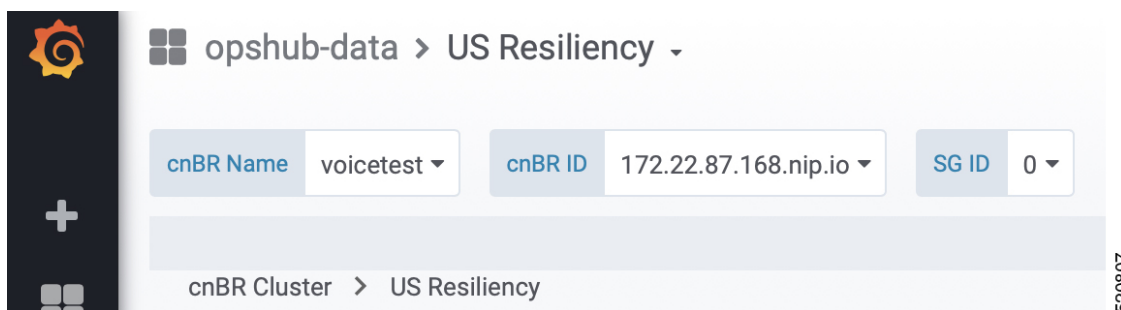 opshub-data > US Resiliency
cnBR Name voicetest cnBR ID 172.22.87.168.nip.io SG ID 0
cnBR Cluster > US Resiliency